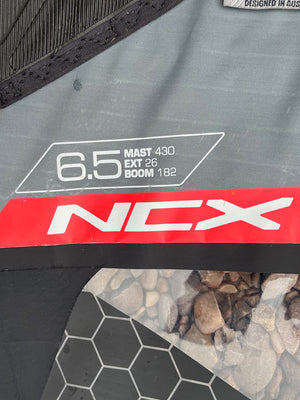 DESIGNED IN AUS
6.5
MAST 430
EXT 26
BOOM 182
NCX